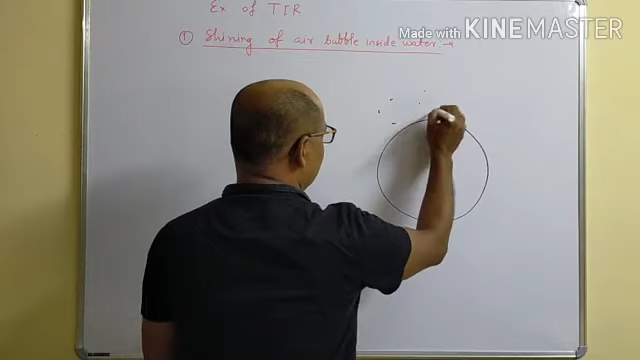 Made with KINEMASTER
Ex of TIR
① Shining of air bubble inside water →